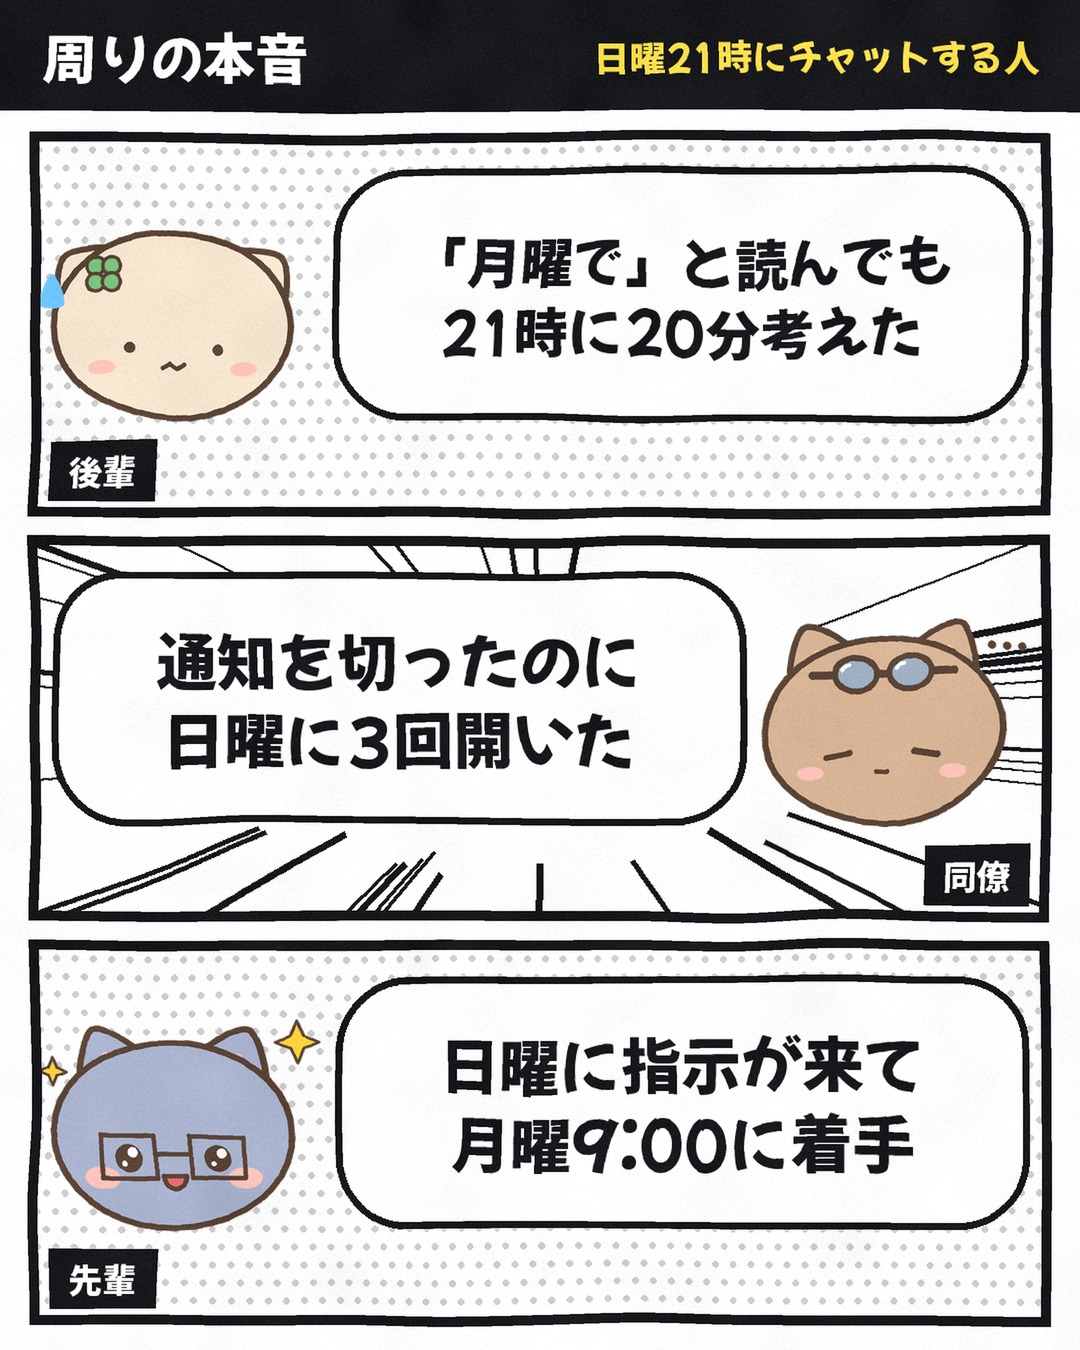 周りの本音
日曜21時にチャットする人
「月曜で」と読んでも
21時に20分考えた
後輩
通知を切ったのに
日曜に3回開いた
同僚
日曜に指示が来て
月曜9:00に着手
先輩